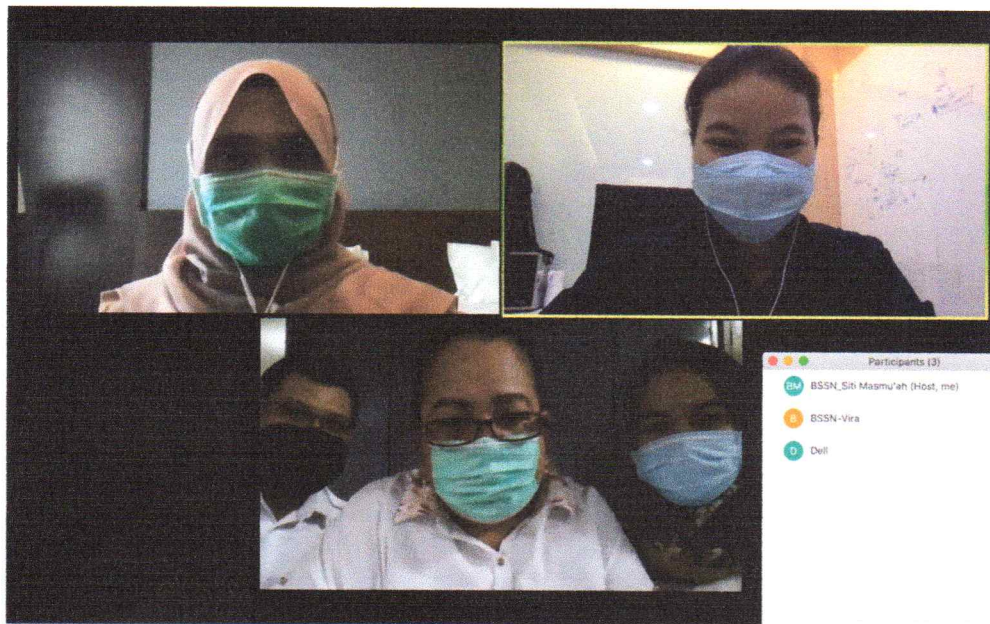 Participants (3)
BM BSSN_Siti Masmu'ah (Host, me)
B BSSN-Vira
D Dell